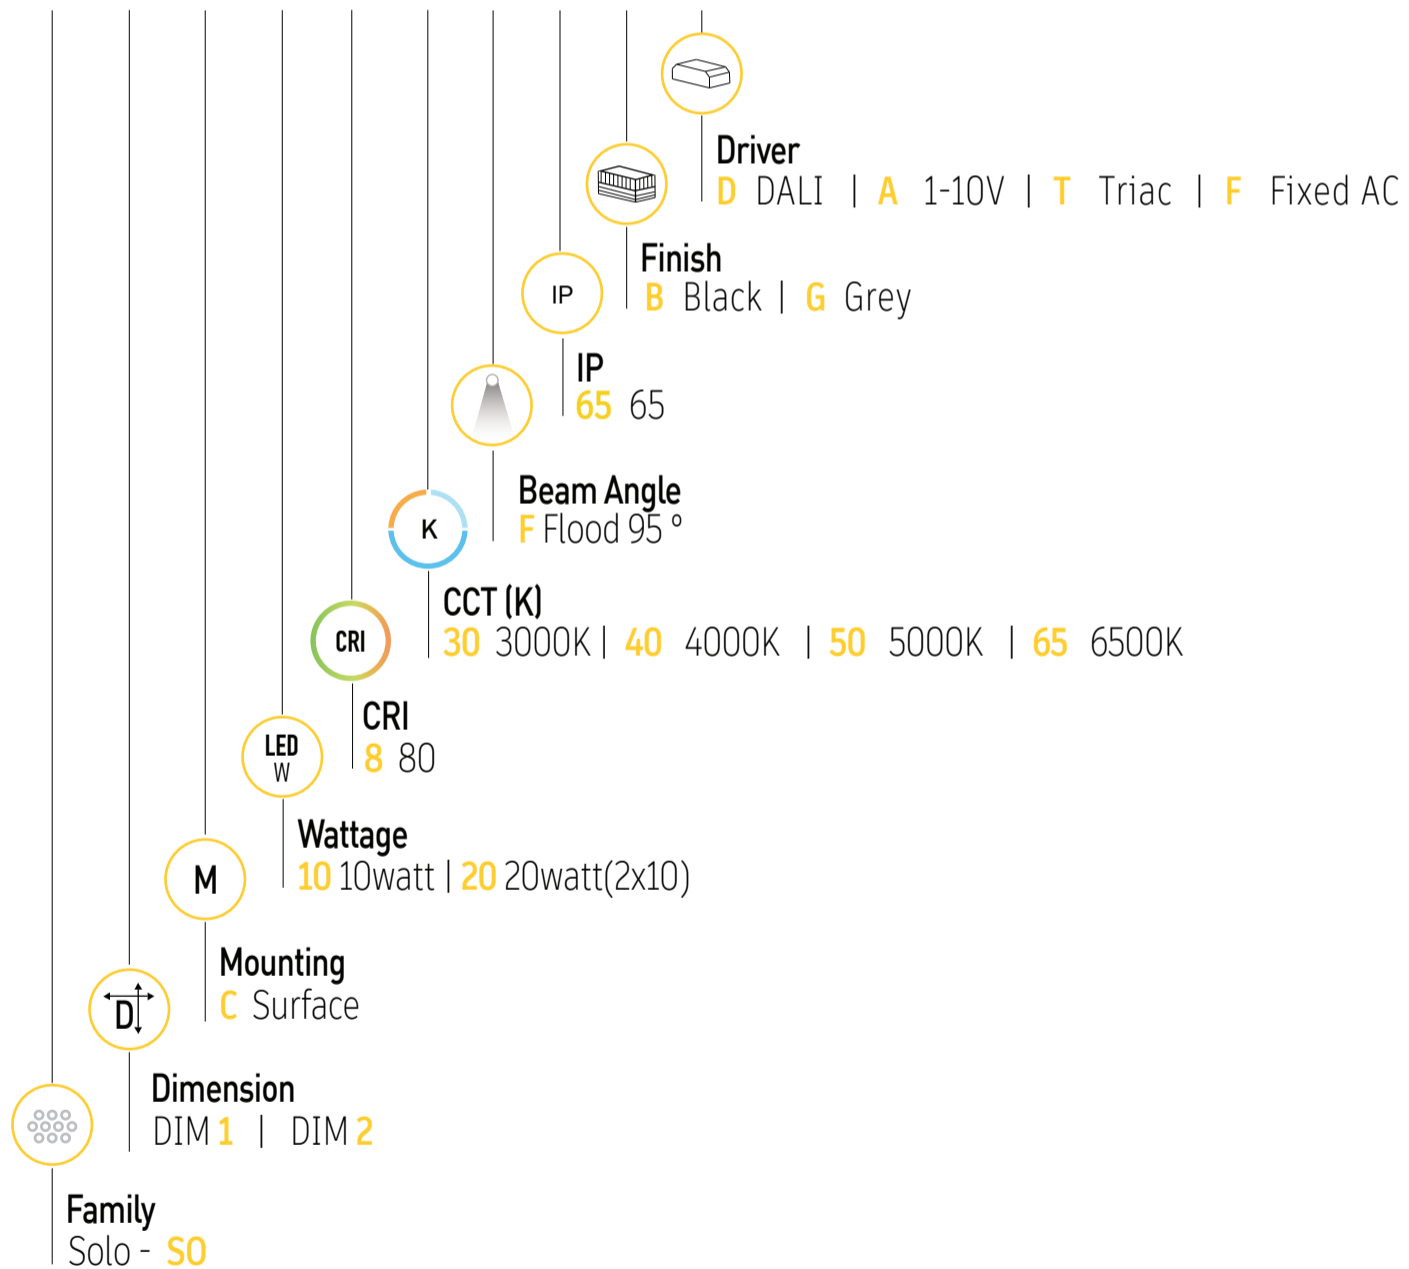 Driver
D DALI | A 1-10V | T Triac | F Fixed AC
Finish
B Black | G Grey
IP
IP
65 65
Beam Angle
F Flood 95 º
K
CCT (K)
30 3000K | 40 4000K | 50 5000K | 65 6500K
CRI
CRI
8 80
LED
W
Wattage
10 10watt | 20 20watt(2x10)
M
Mounting
C Surface
D
Dimension
DIM 1 | DIM 2
Family
Solo - SO